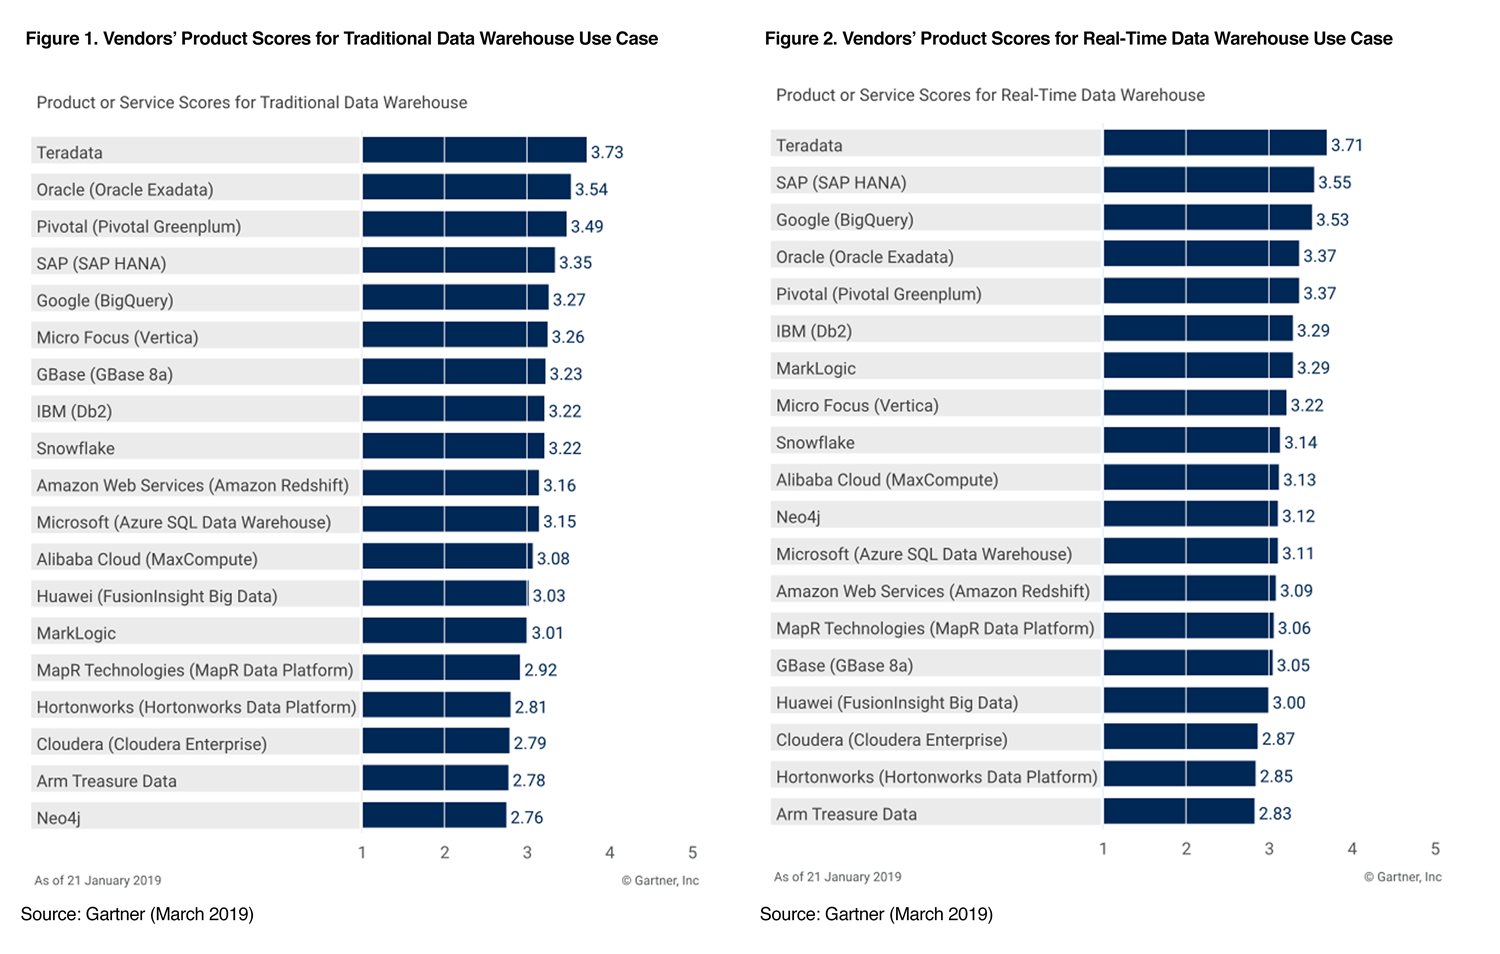 Figure 1. Vendors’ Product Scores for Traditional Data Warehouse Use Case
Product or Service Scores for Traditional Data Warehouse
Teradata 3.73
Oracle (Oracle Exadata) 3.54
Pivotal (Pivotal Greenplum) 3.49
SAP (SAP HANA) 3.35
Google (BigQuery) 3.27
Micro Focus (Vertica) 3.26
GBase (GBase 8a) 3.23
IBM (Db2) 3.22
Snowflake 3.22
Amazon Web Services (Amazon Redshift) 3.16
Microsoft (Azure SQL Data Warehouse) 3.15
Alibaba Cloud (MaxCompute) 3.08
Huawei (FusionInsight Big Data) 3.03
MarkLogic 3.01
MapR Technologies (MapR Data Platform) 2.92
Hortonworks (Hortonworks Data Platform) 2.81
Cloudera (Cloudera Enterprise) 2.79
Arm Treasure Data 2.78
Neo4j 2.76
1 2 3 4 5
As of 21 January 2019 © Gartner, Inc
Source: Gartner (March 2019)
Figure 2. Vendors’ Product Scores for Real-Time Data Warehouse Use Case
Product or Service Scores for Real-Time Data Warehouse
Teradata 3.71
SAP (SAP HANA) 3.55
Google (BigQuery) 3.53
Oracle (Oracle Exadata) 3.37
Pivotal (Pivotal Greenplum) 3.37
IBM (Db2) 3.29
MarkLogic 3.29
Micro Focus (Vertica) 3.22
Snowflake 3.14
Alibaba Cloud (MaxCompute) 3.13
Neo4j 3.12
Microsoft (Azure SQL Data Warehouse) 3.11
Amazon Web Services (Amazon Redshift) 3.09
MapR Technologies (MapR Data Platform) 3.06
GBase (GBase 8a) 3.05
Huawei (FusionInsight Big Data) 3.00
Cloudera (Cloudera Enterprise) 2.87
Hortonworks (Hortonworks Data Platform) 2.85
Arm Treasure Data 2.83
1 2 3 4 5
As of 21 January 2019 © Gartner, Inc
Source: Gartner (March 2019)